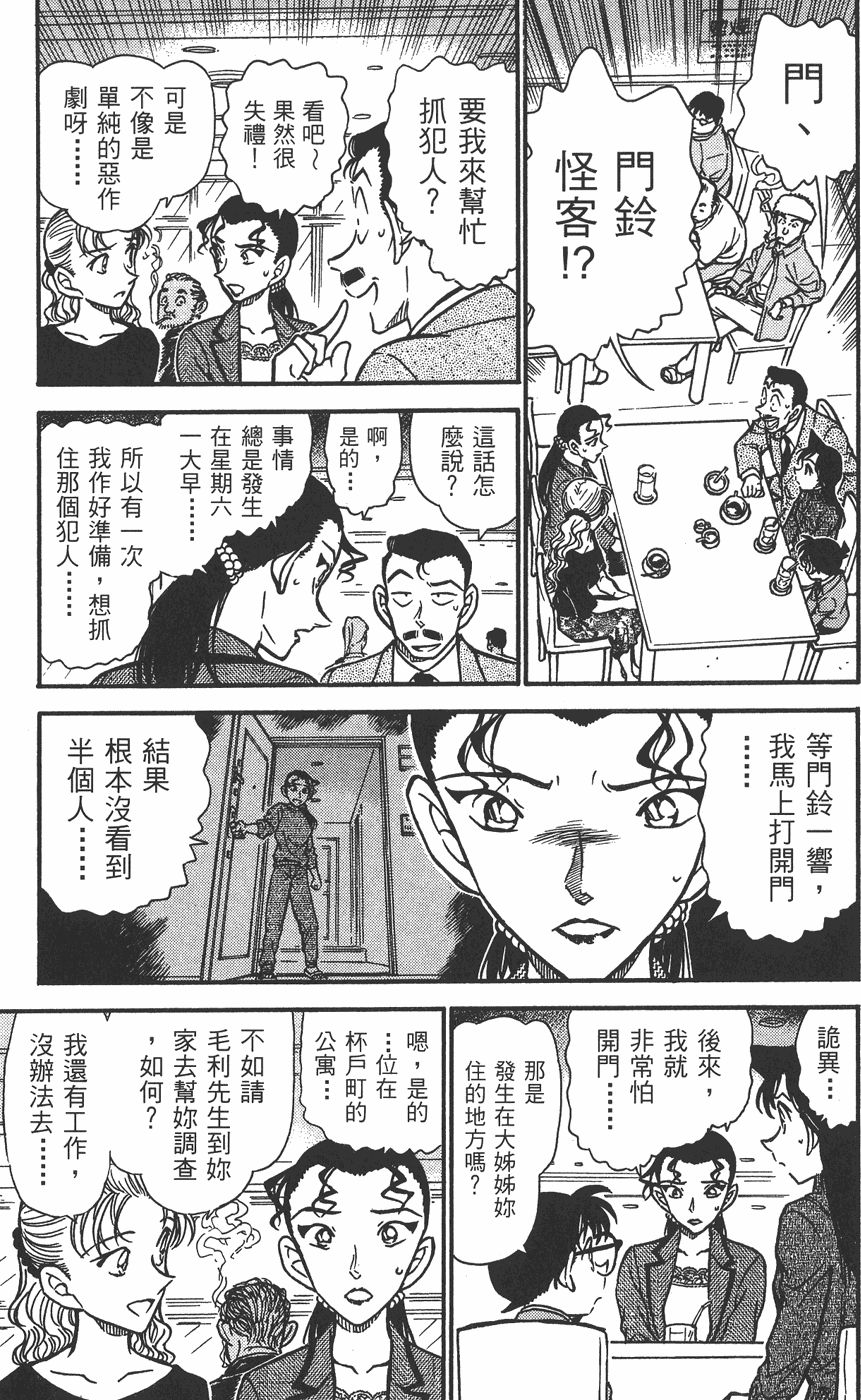 門、
門鈴
怪客!?
要我來幫忙
抓犯人?
看吧~
果然很
失禮!
可是
不像是
單純的惡作
劇呀……
這話怎
麼說?
啊,
是的…
事情
總是發生
在星期六
一大早……
所以有一次
我作好準備,想抓
住那個犯人……
等門鈴一響,
我馬上打開門
……
結果
根本沒看到
半個人……
詭異…
後來,
我就
非常怕
開門……
那是
發生在大姊姊妳
住的地方嗎?
嗯,是的
…位在
杯戶町的
公寓…
不如請
毛利先生到妳
家去幫妳調查
,如何?
我還有工作,
沒辦法去……